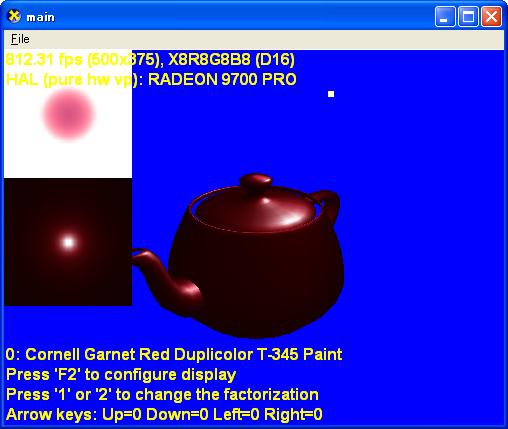 main
File
812.31 fps (500x375), X8R8G8B8 (D16)
HAL (pure hw vp): RADEON 9700 PRO
0: Cornell Garnet Red Duplicolor T-345 Paint
Press 'F2' to configure display
Press '1' or '2' to change the factorization
Arrow keys: Up=0 Down=0 Left=0 Right=0